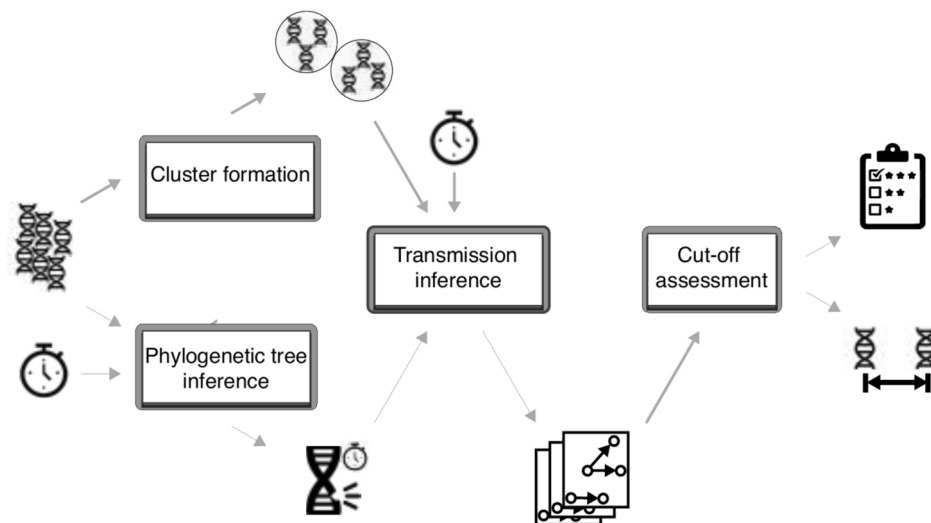 Cluster formation
Transmission
inference
Cut-off
assessment
Phylogenetic tree
inference